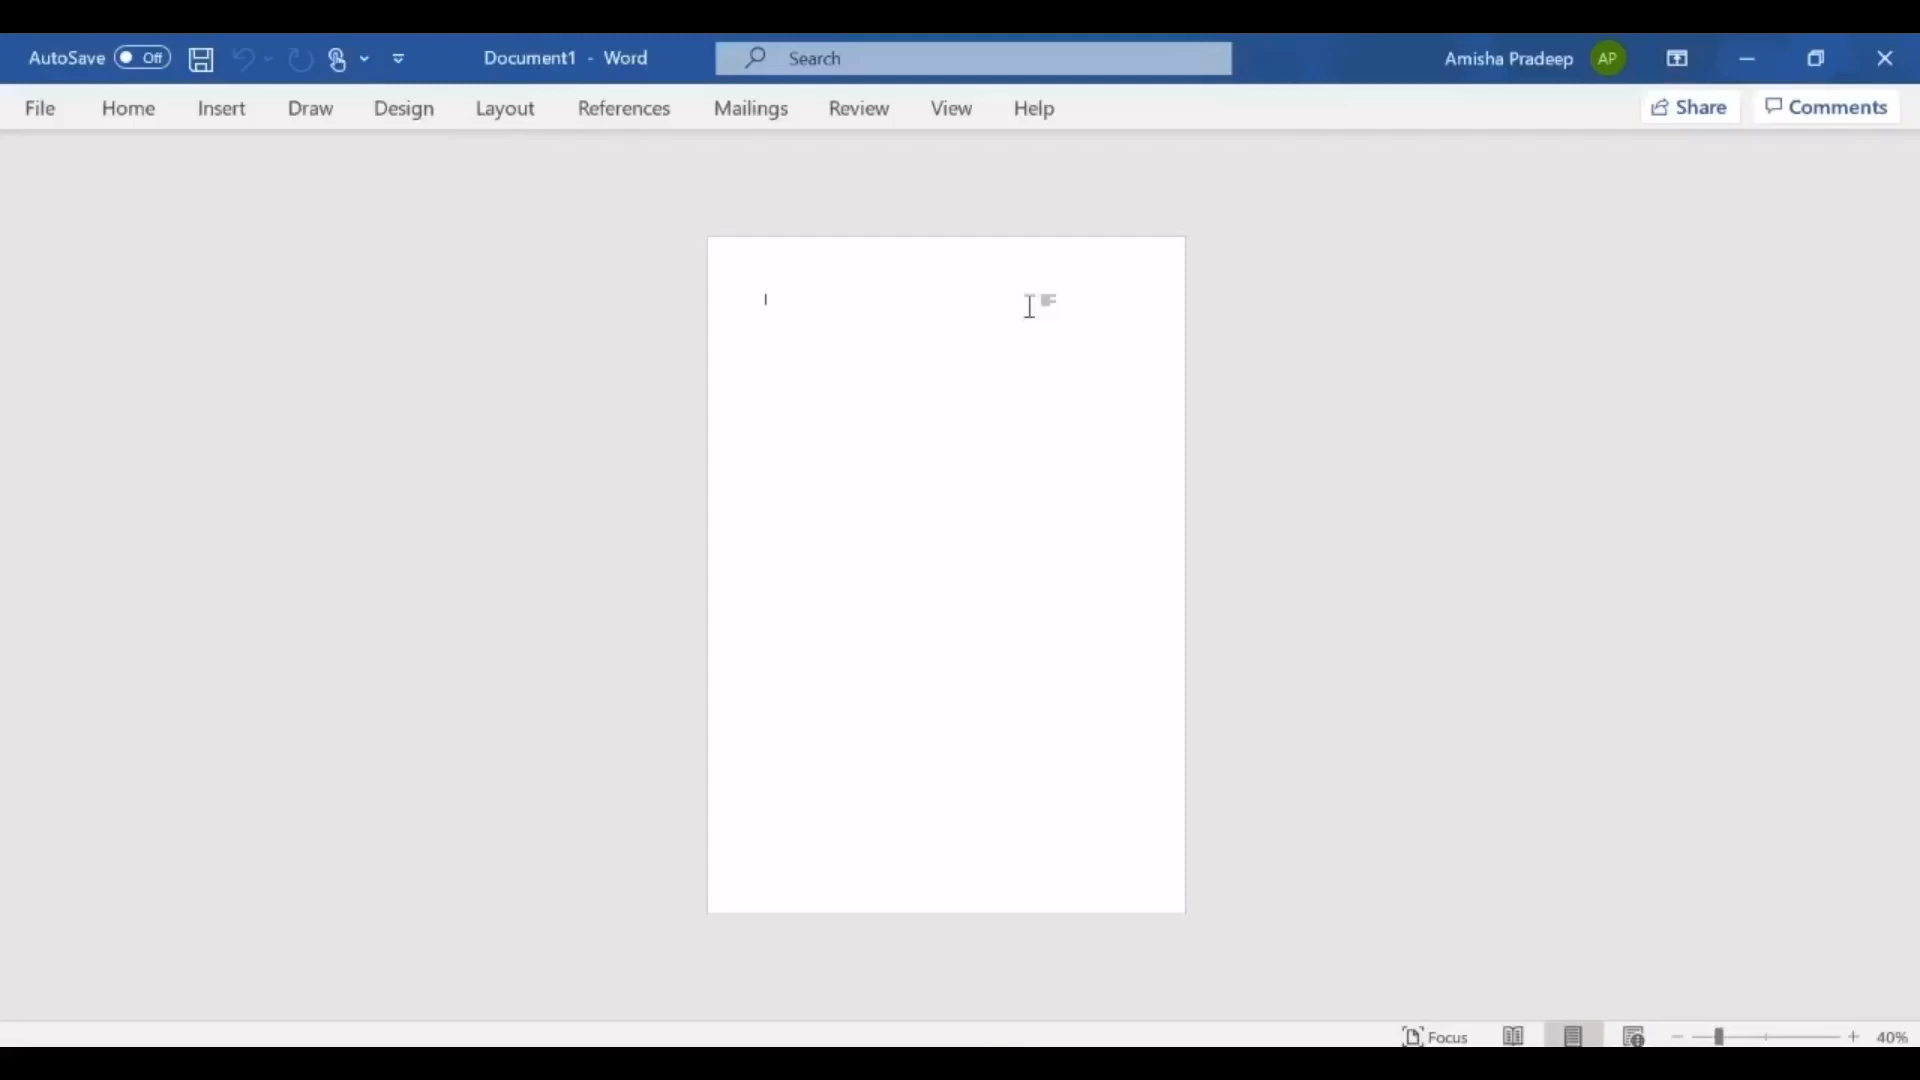 AutoSave Off Document1 - Word Search Amisha Pradeep AP
File Home Insert Draw Design Layout References Mailings Review View Help Share Comments
Focus 40%